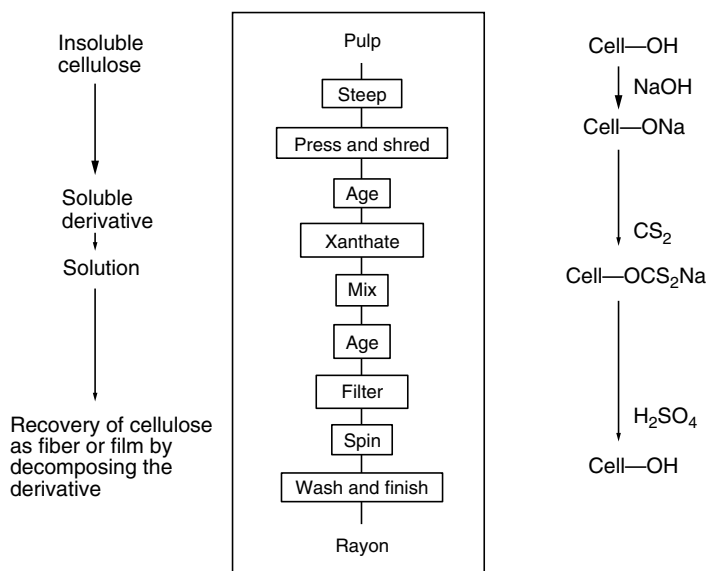 Insoluble
cellulose
Soluble
derivative
Solution
Recovery of cellulose
as fiber or film by
decomposing the
derivative
Pulp
Steep
Press and shred
Age
Xanthate
Mix
Age
Filter
Spin
Wash and finish
Rayon
Cell—OH
NaOH
Cell—ONa
CS₂
Cell—OCS₂Na
H₂SO₄
Cell—OH